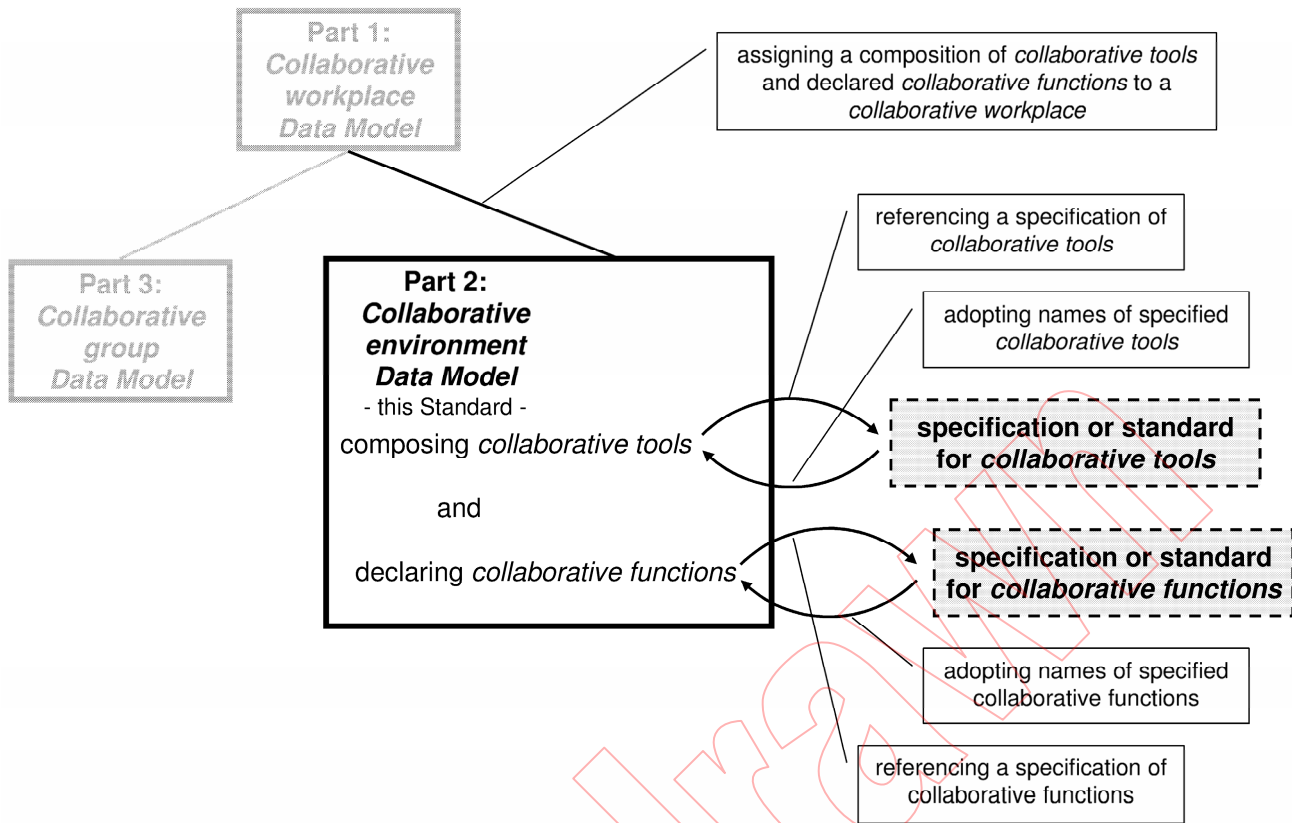 Part 1:
Collaborative
workplace
Data Model
assigning a composition of collaborative tools
and declared collaborative functions to a
collaborative workplace
referencing a specification of
collaborative tools
Part 3:
Collaborative
group
Data Model
Part 2:
Collaborative
environment
Data Model
- this Standard -
composing collaborative tools
and
declaring collaborative functions
adopting names of specified
collaborative tools
specification or standard
for collaborative tools
specification or standard
for collaborative functions
adopting names of specified
collaborative functions
referencing a specification of
collaborative functions